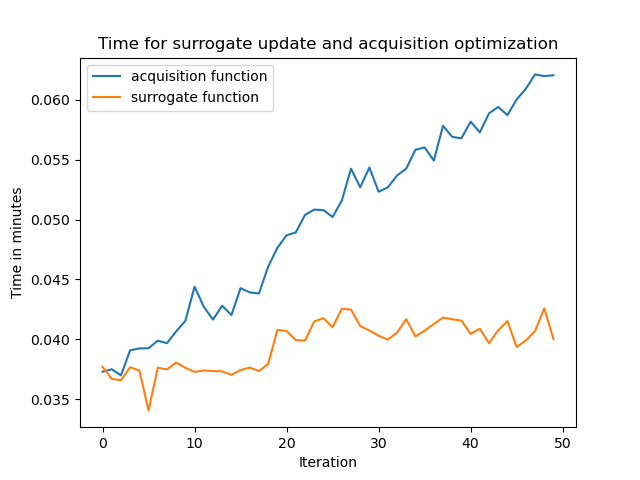 Time for surrogate update and acquisition optimization
acquisition function
surrogate function
0.060
0.055
0.050
0.045
0.040
0.035
Time in minutes
0 10 20 30 40 50
Iteration